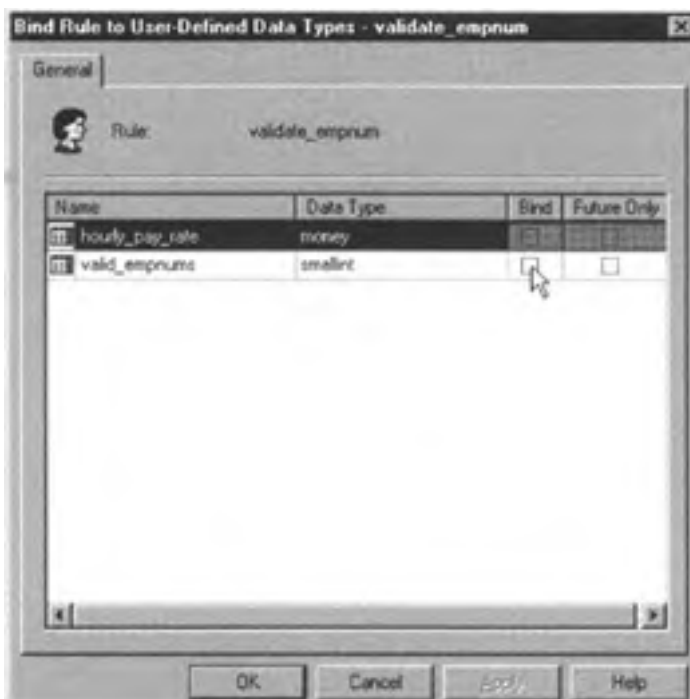 Bind Rule to User-Defined Data Types - validate_empnum
General
Rule: validate_empnum
Name Data Type Bind Future Only
hourly_pay_rate money
valid_empnums smallint
OK Cancel Apply Help